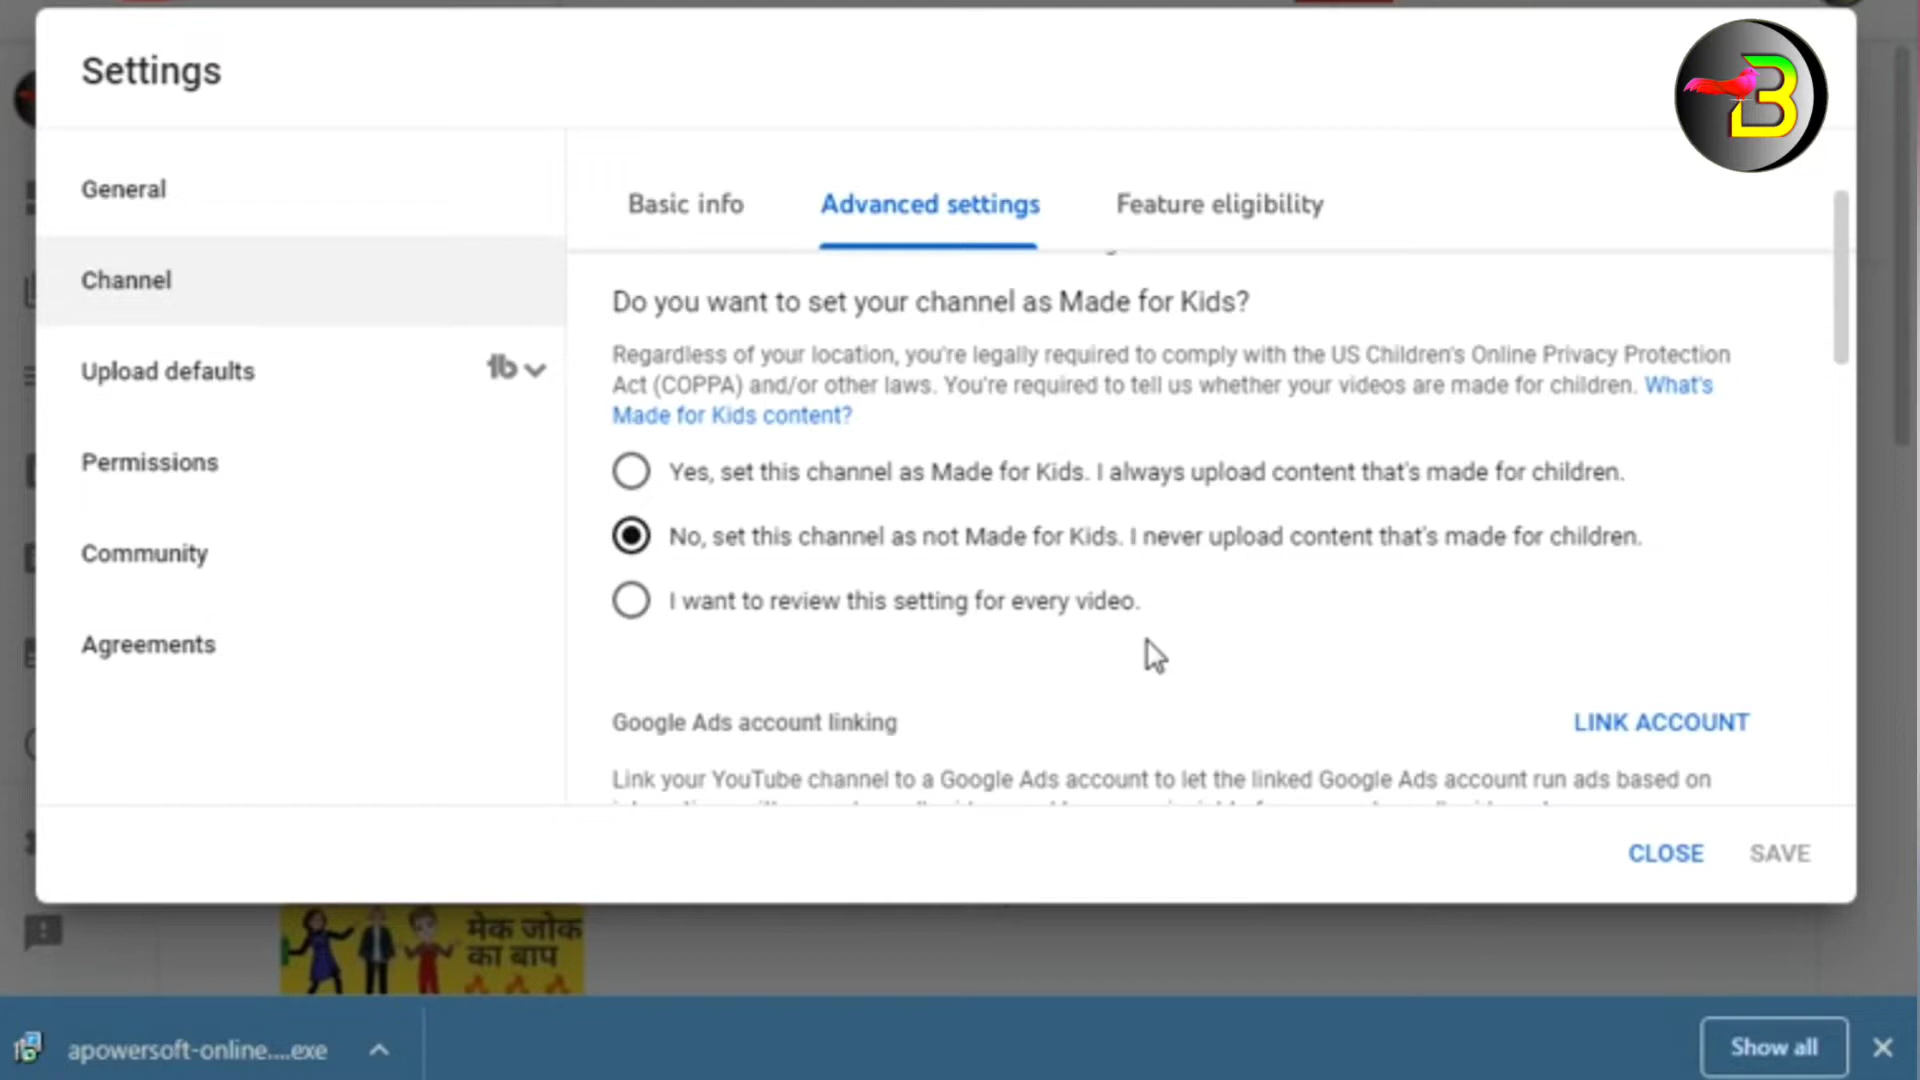 Settings
B
General
Channel
Upload defaults
Permissions
Community
Agreements
Basic info
Advanced settings
Feature eligibility
Do you want to set your channel as Made for Kids?
Regardless of your location, you're legally required to comply with the US Children's Online Privacy Protection
Act (COPPA) and/or other laws. You're required to tell us whether your videos are made for children. What's
Made for Kids content?
Yes, set this channel as Made for Kids. I always upload content that's made for children.
No, set this channel as not Made for Kids. I never upload content that's made for children.
I want to review this setting for every video.
Google Ads account linking
LINK ACCOUNT
Link your YouTube channel to a Google Ads account to let the linked Google Ads account run ads based on
CLOSE
SAVE
मेक जोक
का बाप
apowersoft-online....exe
Show all